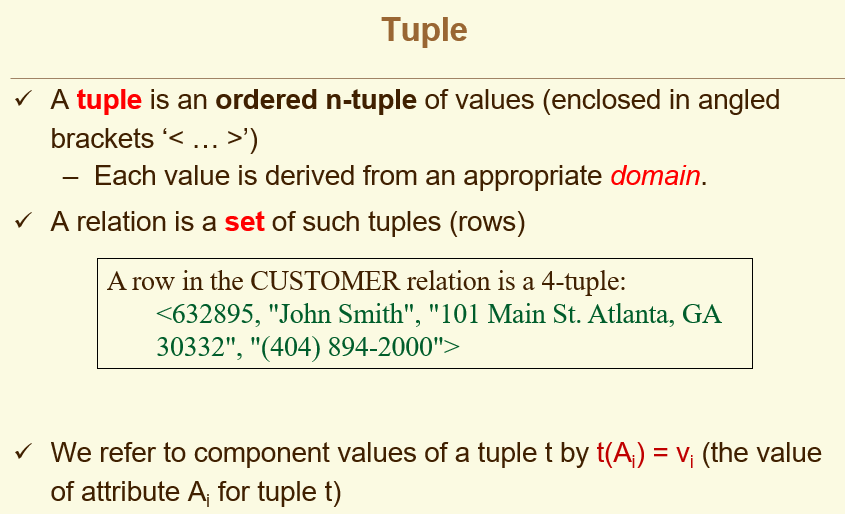 Tuple
✓ A tuple is an ordered n-tuple of values (enclosed in angled
brackets ‘< … >’)
– Each value is derived from an appropriate domain.
✓ A relation is a set of such tuples (rows)
A row in the CUSTOMER relation is a 4-tuple:
<632895, "John Smith", "101 Main St. Atlanta, GA
30332", "(404) 894-2000">
✓ We refer to component values of a tuple t by t(Aᵢ) = vᵢ (the value
of attribute Aᵢ for tuple t)